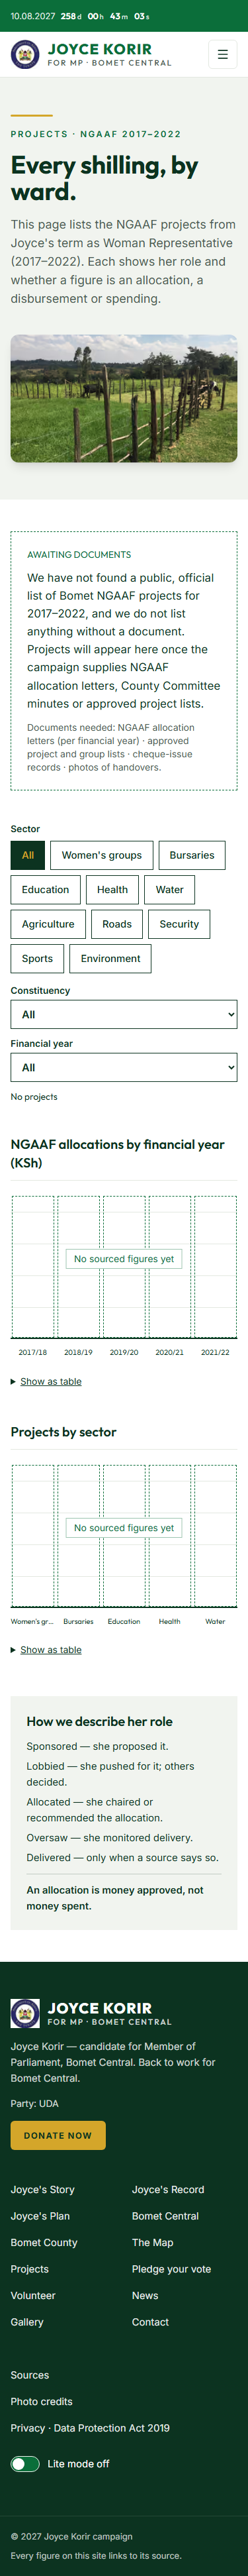 10.08.2027 258 d 00 h 43 m 03 s
JOYCE KORIR
FOR MP · BOMET CENTRAL
PROJECTS · NGAAF 2017–2022
Every shilling, by
ward.
This page lists the NGAAF projects from
Joyce's term as Woman Representative
(2017–2022). Each shows her role and
whether a figure is an allocation, a
disbursement or spending.
AWAITING DOCUMENTS
We have not found a public, official
list of Bomet NGAAF projects for
2017–2022, and we do not list
anything without a document.
Projects will appear here once the
campaign supplies NGAAF
allocation letters, County Committee
minutes or approved project lists.
Documents needed: NGAAF allocation
letters (per financial year) · approved
project and group lists · cheque-issue
records · photos of handovers.
Sector
All Women's groups Bursaries
Education Health Water
Agriculture Roads Security
Sports Environment
Constituency
All
Financial year
All
No projects
NGAAF allocations by financial year
(KSh)
No sourced figures yet
2017/18 2018/19 2019/20 2020/21 2021/22
▶ Show as table
Projects by sector
No sourced figures yet
Women's gr… Bursaries Education Health Water
▶ Show as table
How we describe her role
Sponsored — she proposed it.
Lobbied — she pushed for it; others
decided.
Allocated — she chaired or
recommended the allocation.
Oversaw — she monitored delivery.
Delivered — only when a source says so.
An allocation is money approved, not
money spent.
JOYCE KORIR
FOR MP · BOMET CENTRAL
Joyce Korir — candidate for Member of
Parliament, Bomet Central. Back to work for
Bomet Central.
Party: UDA
DONATE NOW
Joyce's Story Joyce's Record
Joyce's Plan Bomet Central
Bomet County The Map
Projects Pledge your vote
Volunteer News
Gallery Contact
Sources
Photo credits
Privacy · Data Protection Act 2019
Lite mode off
© 2027 Joyce Korir campaign
Every figure on this site links to its source.